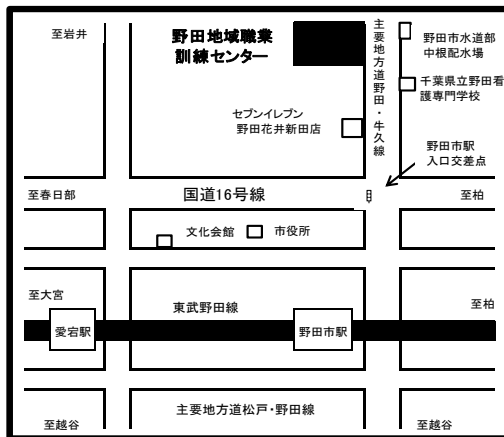 至岩井
野田地域職業
訓練センター
主要地方道野田・牛久線
野田市水道部
中根配水場
千葉県立野田看
護専門学校
セブンイレブン
野田花井新田店
野田市駅
入口交差点
至春日部
国道16号線
至柏
文化会館
市役所
至大宮
東武野田線
至柏
愛宕駅
野田市駅
主要地方道松戸・野田線
至越谷
至越谷